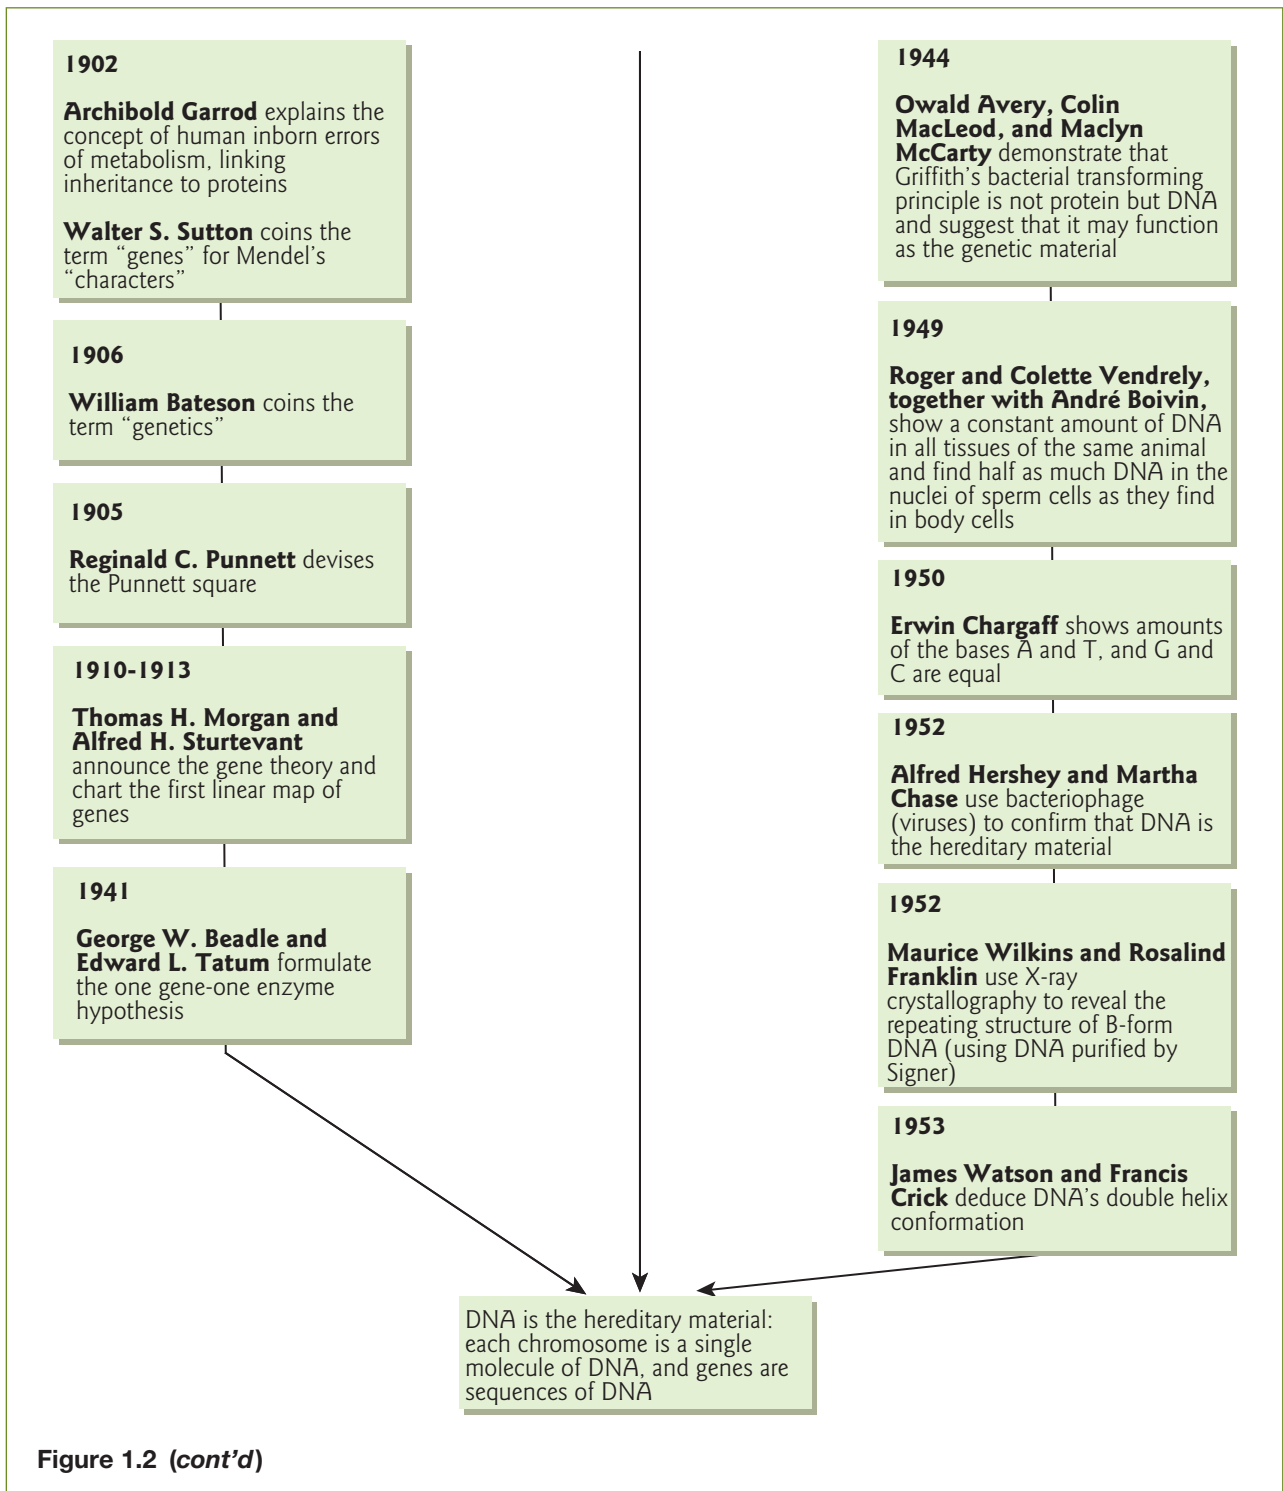 1902
Archibold Garrod explains the
concept of human inborn errors
of metabolism, linking
inheritance to proteins
Walter S. Sutton coins the
term “genes” for Mendel’s
“characters”
1906
William Bateson coins the
term “genetics”
1905
Reginald C. Punnett devises
the Punnett square
1910-1913
Thomas H. Morgan and
Alfred H. Sturtevant
announce the gene theory and
chart the first linear map of
genes
1941
George W. Beadle and
Edward L. Tatum formulate
the one gene-one enzyme
hypothesis
1944
Owald Avery, Colin
MacLeod, and Maclyn
McCarty demonstrate that
Griffith’s bacterial transforming
principle is not protein but DNA
and suggest that it may function
as the genetic material
1949
Roger and Colette Vendrely,
together with André Boivin,
show a constant amount of DNA
in all tissues of the same animal
and find half as much DNA in the
nuclei of sperm cells as they find
in body cells
1950
Erwin Chargaff shows amounts
of the bases A and T, and G and
C are equal
1952
Alfred Hershey and Martha
Chase use bacteriophage
(viruses) to confirm that DNA is
the hereditary material
1952
Maurice Wilkins and Rosalind
Franklin use X-ray
crystallography to reveal the
repeating structure of B-form
DNA (using DNA purified by
Signer)
1953
James Watson and Francis
Crick deduce DNA’s double helix
conformation
DNA is the hereditary material:
each chromosome is a single
molecule of DNA, and genes are
sequences of DNA
Figure 1.2 (cont’d)